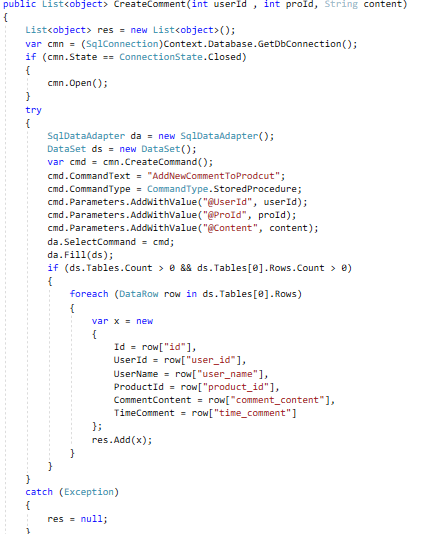 public List<object> CreateComment(int userId , int proId, String content)
{
List<object> res = new List<object>();
var cmn = (SqlConnection)Context.Database.GetDbConnection();
if (cmn.State == ConnectionState.Closed)
{
cmn.Open();
}
try
{
SqlDataAdapter da = new SqlDataAdapter();
DataSet ds = new DataSet();
var cmd = cmn.CreateCommand();
cmd.CommandText = "AddNewCommentToProdcut";
cmd.CommandType = CommandType.StoredProcedure;
cmd.Parameters.AddWithValue("@UserId", userId);
cmd.Parameters.AddWithValue("@ProId", proId);
cmd.Parameters.AddWithValue("@Content", content);
da.SelectCommand = cmd;
da.Fill(ds);
if (ds.Tables.Count > 0 && ds.Tables[0].Rows.Count > 0)
{
foreach (DataRow row in ds.Tables[0].Rows)
{
var x = new
{
Id = row["id"],
UserId = row["user_id"],
UserName = row["user_name"],
ProductId = row["product_id"],
CommentContent = row["comment_content"],
TimeComment = row["time_comment"]
};
res.Add(x);
}
}
}
catch (Exception)
{
res = null;
}